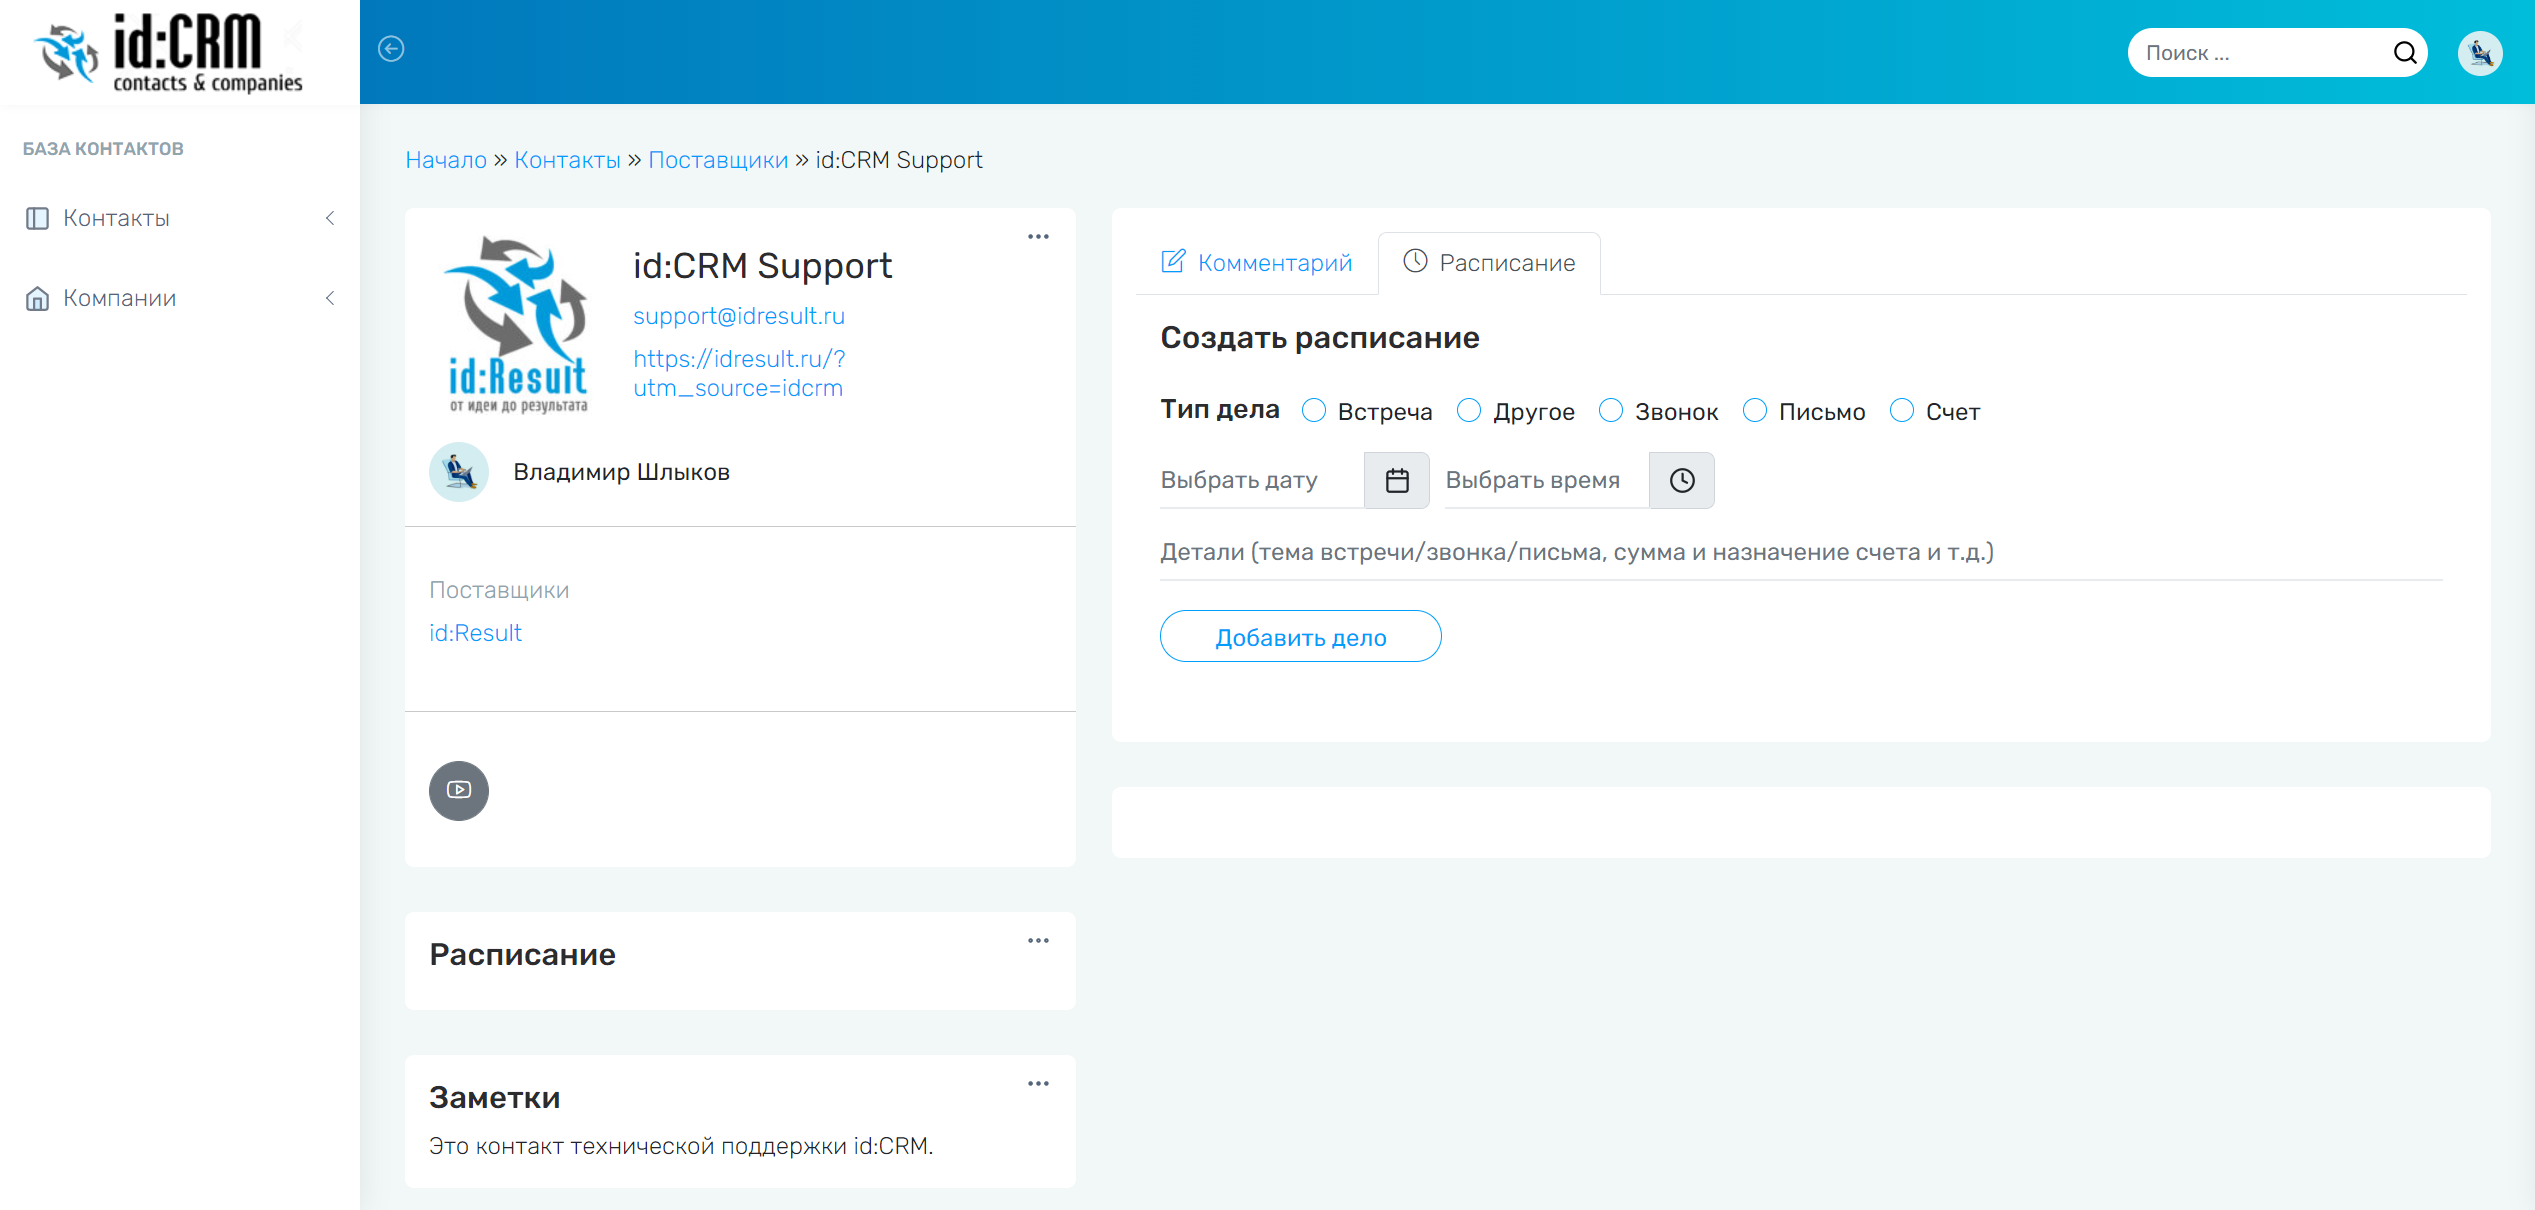 id:CRM
contacts & companies
Поиск ...
БАЗА КОНТАКТОВ
Контакты
Компании
Начало » Контакты » Поставщики » id:CRM Support
id:Result
от идеи до результата
id:CRM Support
support@idresult.ru
https://idresult.ru/?
utm_source=idcrm
Владимир Шлыков
Поставщики
id:Result
Расписание
Заметки
Это контакт технической поддержки id:CRM.
Комментарий
Расписание
Создать расписание
Тип дела Встреча Другое Звонок Письмо Счет
Выбрать дату Выбрать время
Детали (тема встречи/звонка/письма, сумма и назначение счета и т.д.)
Добавить дело